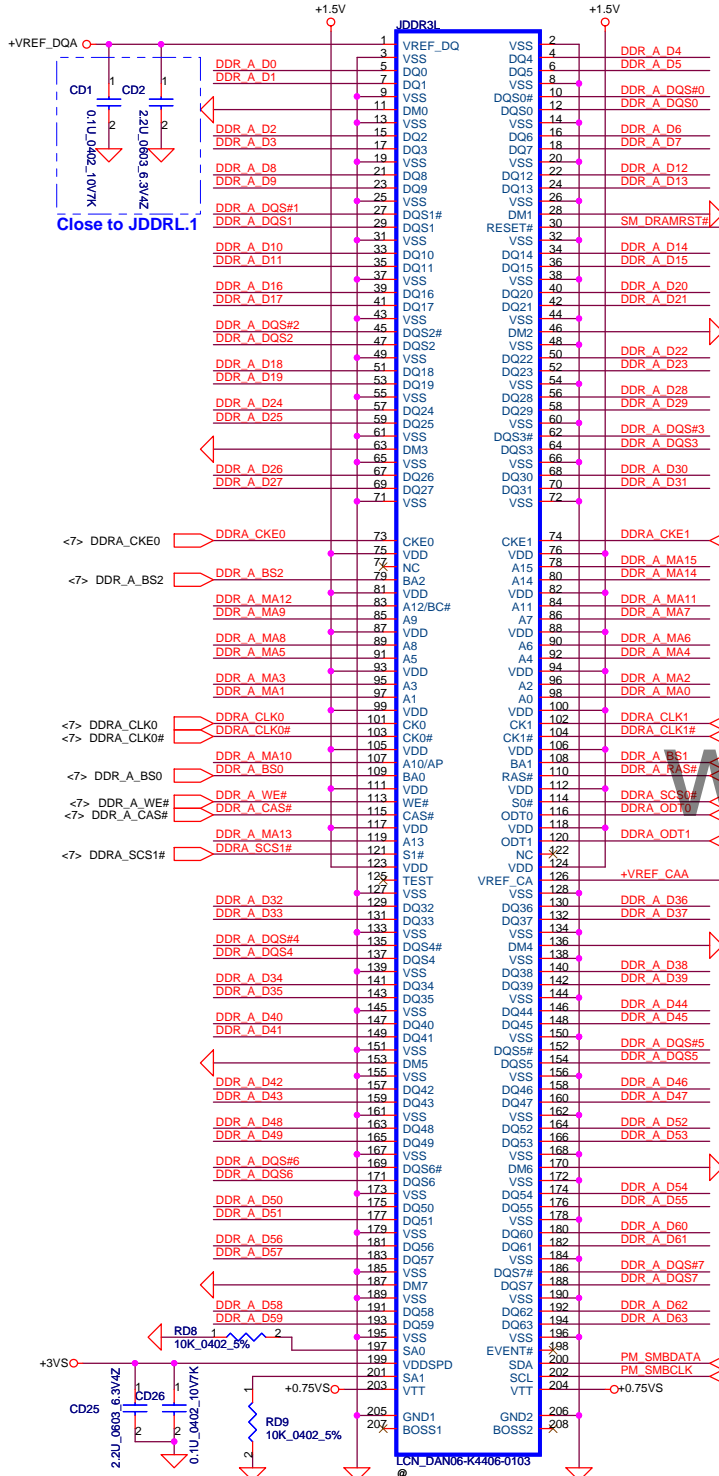 +1.5V +1.5V
JDDR3L
+VREF_DQA 1 VREF_DQ VSS 2
3 VSS DQ4 4 DDR_A_D4
DDR_A_D0 5 DQ0 DQ5 6 DDR_A_D5
DDR_A_D1 7 DQ1 VSS 8
9 VSS DQS0# 10 DDR_A_DQS#0
11 DM0 DQS0 12 DDR_A_DQS0
13 VSS VSS 14
DDR_A_D2 15 DQ2 DQ6 16 DDR_A_D6
DDR_A_D3 17 DQ3 DQ7 18 DDR_A_D7
19 VSS VSS 20
DDR_A_D8 21 DQ8 DQ12 22 DDR_A_D12
DDR_A_D9 23 DQ9 DQ13 24 DDR_A_D13
25 VSS VSS 26
DDR_A_DQS#1 27 DQS1# DM1 28
DDR_A_DQS1 29 DQS1 RESET# 30 SM_DRAMRST#
31 VSS VSS 32
DDR_A_D10 33 DQ10 DQ14 34 DDR_A_D14
DDR_A_D11 35 DQ11 DQ15 36 DDR_A_D15
37 VSS VSS 38
DDR_A_D16 39 DQ16 DQ20 40 DDR_A_D20
DDR_A_D17 41 DQ17 DQ21 42 DDR_A_D21
43 VSS VSS 44
DDR_A_DQS#2 45 DQS2# DM2 46
DDR_A_DQS2 47 DQS2 VSS 48
49 VSS DQ22 50 DDR_A_D22
DDR_A_D18 51 DQ18 DQ23 52 DDR_A_D23
DDR_A_D19 53 DQ19 VSS 54
55 VSS DQ28 56 DDR_A_D28
DDR_A_D24 57 DQ24 DQ29 58 DDR_A_D29
DDR_A_D25 59 DQ25 VSS 60
61 VSS DQS3# 62 DDR_A_DQS#3
63 DM3 DQS3 64 DDR_A_DQS3
65 VSS VSS 66
DDR_A_D26 67 DQ26 DQ30 68 DDR_A_D30
DDR_A_D27 69 DQ27 DQ31 70 DDR_A_D31
71 VSS VSS 72
CD1 1 2 0.1U_0402_10V7K
CD2 1 2 2.2U_0603_6.3V4Z
Close to JDDRL.1
<7> DDRA_CKE0 DDRA_CKE0 73 CKE0 CKE1 74 DDRA_CKE1
75 VDD VDD 76
77 NC A15 78 DDR_A_MA15
<7> DDR_A_BS2 DDR_A_BS2 79 BA2 A14 80 DDR_A_MA14
81 VDD VDD 82
DDR_A_MA12 83 A12/BC# A11 84 DDR_A_MA11
DDR_A_MA9 85 A9 A7 86 DDR_A_MA7
87 VDD VDD 88
DDR_A_MA8 89 A8 A6 90 DDR_A_MA6
DDR_A_MA5 91 A5 A4 92 DDR_A_MA4
93 VDD VDD 94
DDR_A_MA3 95 A3 A2 96 DDR_A_MA2
DDR_A_MA1 97 A1 A0 98 DDR_A_MA0
99 VDD VDD 100
<7> DDRA_CLK0 DDRA_CLK0 101 CK0 CK1 102 DDRA_CLK1
<7> DDRA_CLK0# DDRA_CLK0# 103 CK0# CK1# 104 DDRA_CLK1#
105 VDD VDD 106
DDR_A_MA10 107 A10/AP BA1 108 DDR_A_BS1
<7> DDR_A_BS0 DDR_A_BS0 109 BA0 RAS# 110 DDR_A_RAS#
111 VDD VDD 112
<7> DDR_A_WE# DDR_A_WE# 113 WE# S0# 114 DDRA_SCS0#
<7> DDR_A_CAS# DDR_A_CAS# 115 CAS# ODT0 116 DDRA_ODT0
117 VDD VDD 118
DDR_A_MA13 119 A13 ODT1 120 DDRA_ODT1
<7> DDRA_SCS1# DDRA_SCS1# 121 S1# NC 122
123 VDD VDD 124
125 TEST VREF_CA 126 +VREF_CAA
127 VSS VSS 128
DDR_A_D32 129 DQ32 DQ36 130 DDR_A_D36
DDR_A_D33 131 DQ33 DQ37 132 DDR_A_D37
133 VSS VSS 134
DDR_A_DQS#4 135 DQS4# DM4 136
DDR_A_DQS4 137 DQS4 VSS 138
139 VSS DQ38 140 DDR_A_D38
DDR_A_D34 141 DQ34 DQ39 142 DDR_A_D39
DDR_A_D35 143 DQ35 VSS 144
145 VSS DQ44 146 DDR_A_D44
DDR_A_D40 147 DQ40 DQ45 148 DDR_A_D45
DDR_A_D41 149 DQ41 VSS 150
151 VSS DQS5# 152 DDR_A_DQS#5
153 DM5 DQS5 154 DDR_A_DQS5
155 VSS VSS 156
DDR_A_D42 157 DQ42 DQ46 158 DDR_A_D46
DDR_A_D43 159 DQ43 DQ47 160 DDR_A_D47
161 VSS VSS 162
DDR_A_D48 163 DQ48 DQ52 164 DDR_A_D52
DDR_A_D49 165 DQ49 DQ53 166 DDR_A_D53
167 VSS VSS 168
DDR_A_DQS#6 169 DQS6# DM6 170
DDR_A_DQS6 171 DQS6 VSS 172
173 VSS DQ54 174 DDR_A_D54
DDR_A_D50 175 DQ50 DQ55 176 DDR_A_D55
DDR_A_D51 177 DQ51 VSS 178
179 VSS DQ60 180 DDR_A_D60
DDR_A_D56 181 DQ56 DQ61 182 DDR_A_D61
DDR_A_D57 183 DQ57 VSS 184
185 VSS DQS7# 186 DDR_A_DQS#7
187 DM7 DQS7 188 DDR_A_DQS7
189 VSS VSS 190
DDR_A_D58 191 DQ58 DQ62 192 DDR_A_D62
DDR_A_D59 193 DQ59 DQ63 194 DDR_A_D63
195 VSS VSS 196
RD8 1 2 197 SA0 EVENT# 198
10K_0402_5%
+3VS 199 VDDSPD SDA 200 PM_SMBDATA
201 SA1 SCL 202 PM_SMBCLK
+0.75VS 203 VTT VTT 204 +0.75VS
205 GND1 GND2 206
207 BOSS1 BOSS2 208
CD25 1 2 2.2U_0603_6.3V4Z
CD26 1 2 0.1U_0402_10V7K
RD9 1 2
10K_0402_5%
LCN_DAN06-K4406-0103
@
W